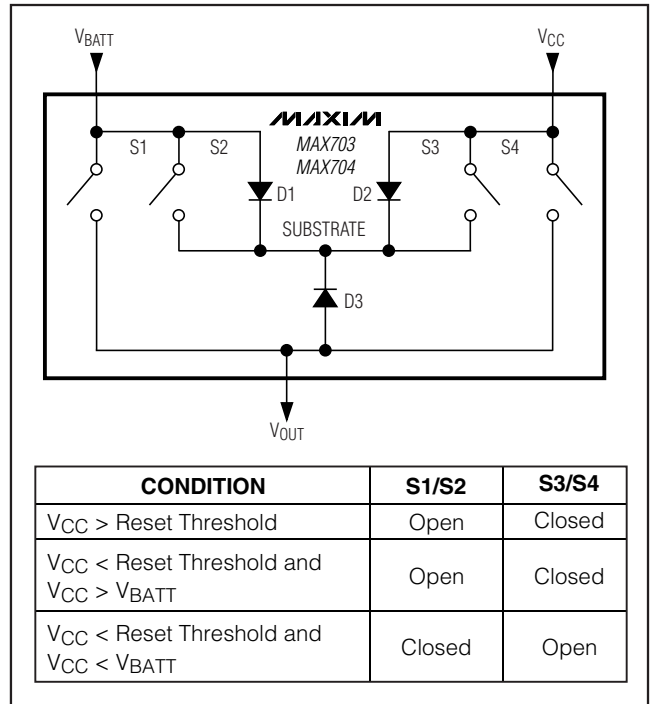 VBATT VCC
MAXIM
MAX703
MAX704
S1 S2 S3 S4
D1 D2
SUBSTRATE
D3
VOUT
CONDITION S1/S2 S3/S4
VCC > Reset Threshold Open Closed
VCC < Reset Threshold and
VCC > VBATT Open Closed
VCC < Reset Threshold and
VCC < VBATT Closed Open